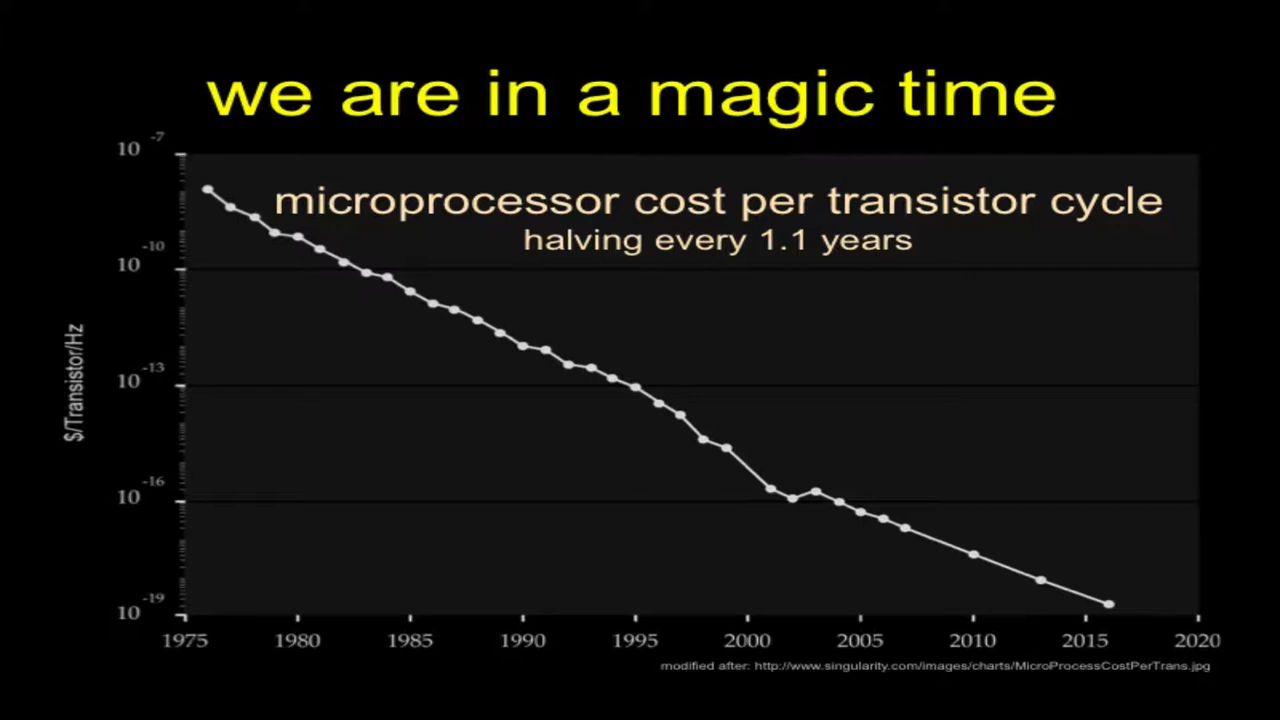 we are in a magic time
microprocessor cost per transistor cycle
halving every 1.1 years
$/Transistor/Hz
10 -7
10 -10
10 -13
10 -16
10 -19
1975 1980 1985 1990 1995 2000 2005 2010 2015 2020
modified after: http://www.singularity.com/images/charts/MicroProcessCostPerTrans.jpg